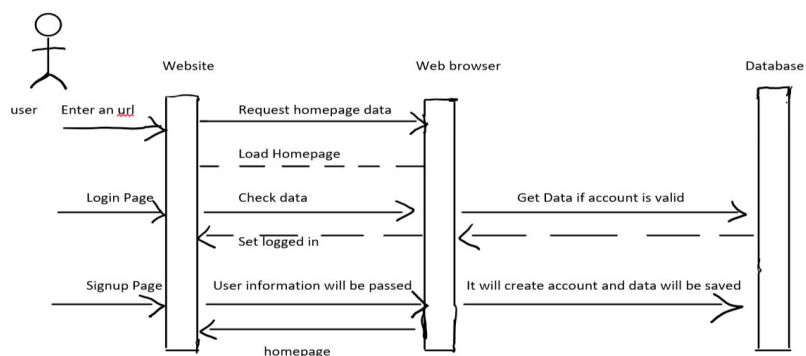 Website
Web browser
Database
user
Enter an url
Request homepage data
Load Homepage
Login Page
Check data
Get Data if account is valid
Set logged in
Signup Page
User information will be passed
It will create account and data will be saved
homepage